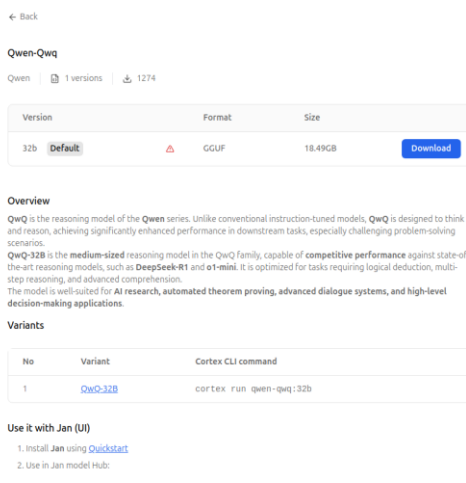 ← Back
Qwen-Qwq
Qwen 1 versions 1274
Version Format Size
32b Default GGUF 18.49GB Download
Overview
QwQ is the reasoning model of the Qwen series. Unlike conventional instruction-tuned models, QwQ is designed to think
and reason, achieving significantly enhanced performance in downstream tasks, especially challenging problem-solving
scenarios.
QwQ-32B is the medium-sized reasoning model in the QwQ family, capable of competitive performance against state-of
the-art reasoning models, such as DeepSeek-R1 and o1-mini. It is optimized for tasks requiring logical deduction, multi-
step reasoning, and advanced comprehension.
The model is well-suited for AI research, automated theorem proving, advanced dialogue systems, and high-level
decision-making applications.
Variants
No Variant Cortex CLI command
1 QwQ-32B cortex run qwen-qwq:32b
Use it with Jan (UI)
1. Install Jan using Quickstart
2. Use in Jan model Hub: